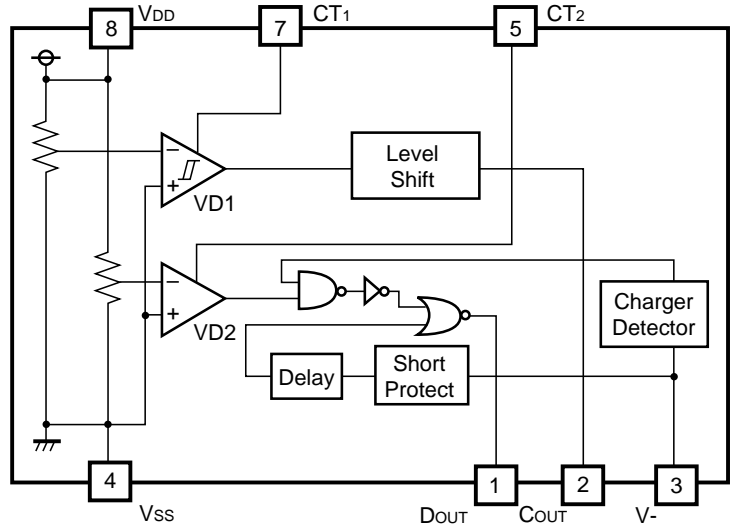 8 VDD
7 CT1
5 CT2
−
+
VD1
Level
Shift
−
+
VD2
Charger
Detector
Delay
Short
Protect
4
VSS
1
DOUT
2
COUT
3
V-